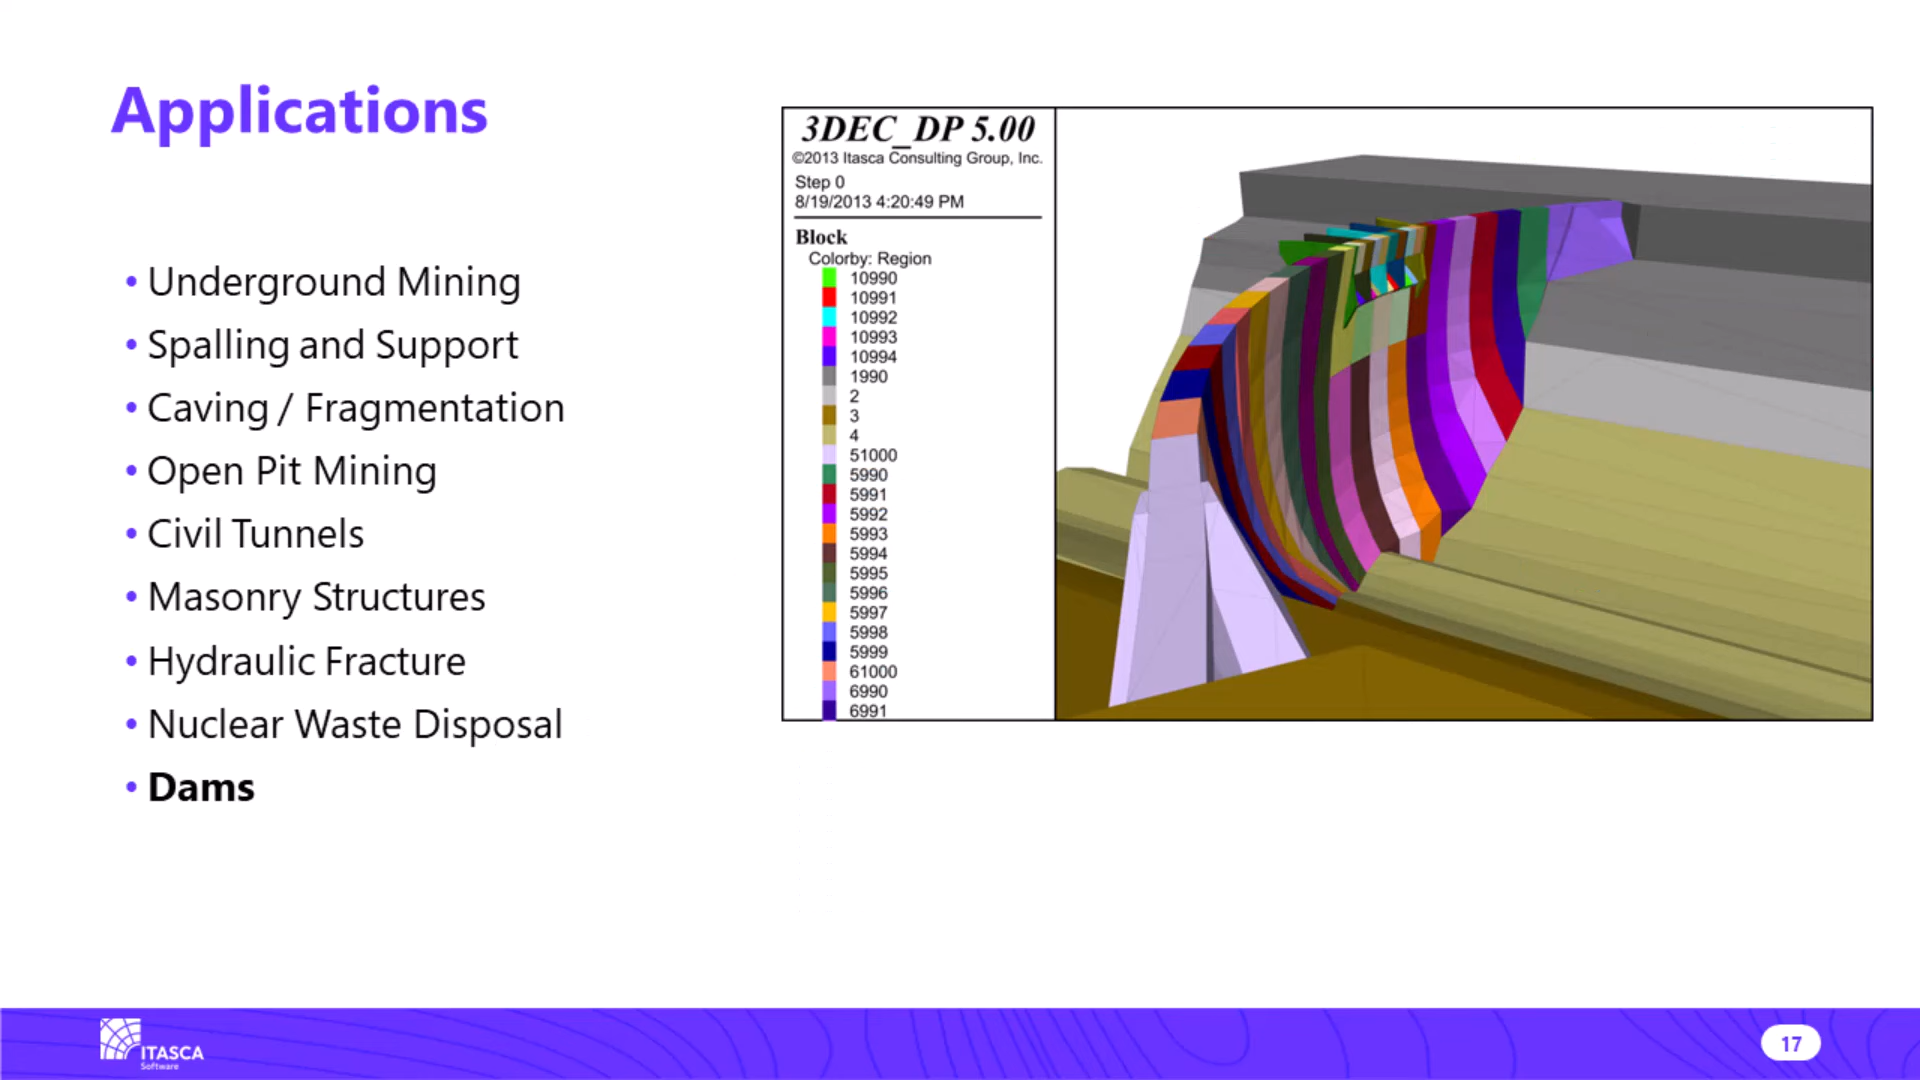 Applications
• Underground Mining
• Spalling and Support
• Caving / Fragmentation
• Open Pit Mining
• Civil Tunnels
• Masonry Structures
• Hydraulic Fracture
• Nuclear Waste Disposal
• Dams
3DEC_DP 5.00
©2013 Itasca Consulting Group, Inc.
Step 0
8/19/2013 4:20:49 PM
Block
Colorby: Region
10990
10991
10992
10993
10994
1990
2
3
4
51000
5990
5991
5992
5993
5994
5995
5996
5997
5998
5999
61000
6990
6991
ITASCA
Software
17